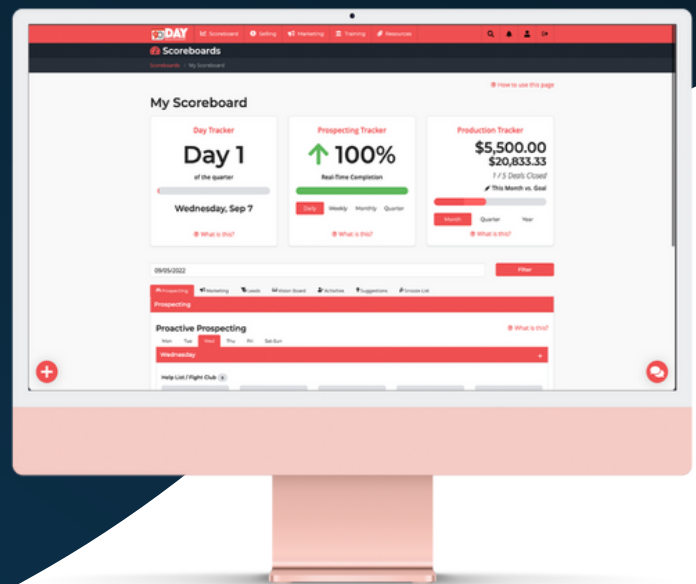 90DAY Scoreboard Selling Marketing Training Resources
Scoreboards
Scoreboards / My Scoreboard
How to use this page
My Scoreboard
Day Tracker
Day 1
of the quarter
Wednesday, Sep 7
What is this?
Prospecting Tracker
100%
Real-Time Completion
Daily Weekly Monthly Quarter
What is this?
Production Tracker
$5,500.00
$20,833.33
1 / 5 Deals Closed
This Month vs. Goal
Month Quarter Year
What is this?
09/05/2022 Filter
Prospecting Marketing Leads Vision Board Activities Suggestions Groups List
Prospecting
Proactive Prospecting What is this?
Mon Tue Wed Thu Fri Sat-Sun
Wednesday +
Help List / Fight Club